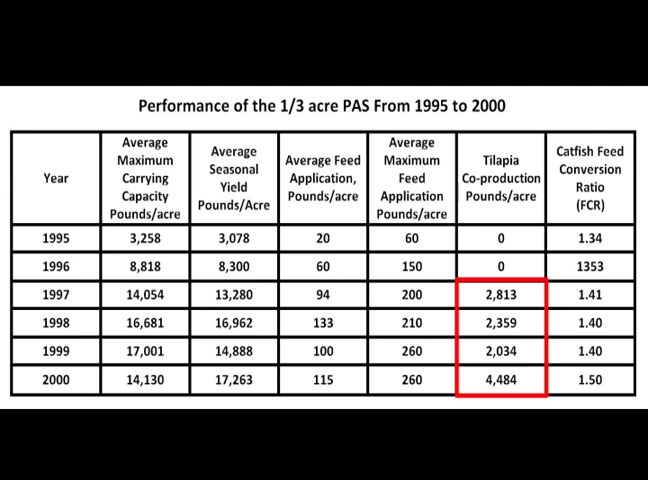 Performance of the 1/3 acre PAS From 1995 to 2000
Year
Average Maximum Carrying Capacity Pounds/acre
Average Seasonal Yield Pounds/Acre
Average Feed Application, Pounds/acre
Average Maximum Feed Application Pounds/acre
Tilapia Co-production Pounds/acre
Catfish Feed Conversion Ratio (FCR)
1995 3,258 3,078 20 60 0 1.34
1996 8,818 8,300 60 150 0 1353
1997 14,054 13,280 94 200 2,813 1.41
1998 16,681 16,962 133 210 2,359 1.40
1999 17,001 14,888 100 260 2,034 1.40
2000 14,130 17,263 115 260 4,484 1.50